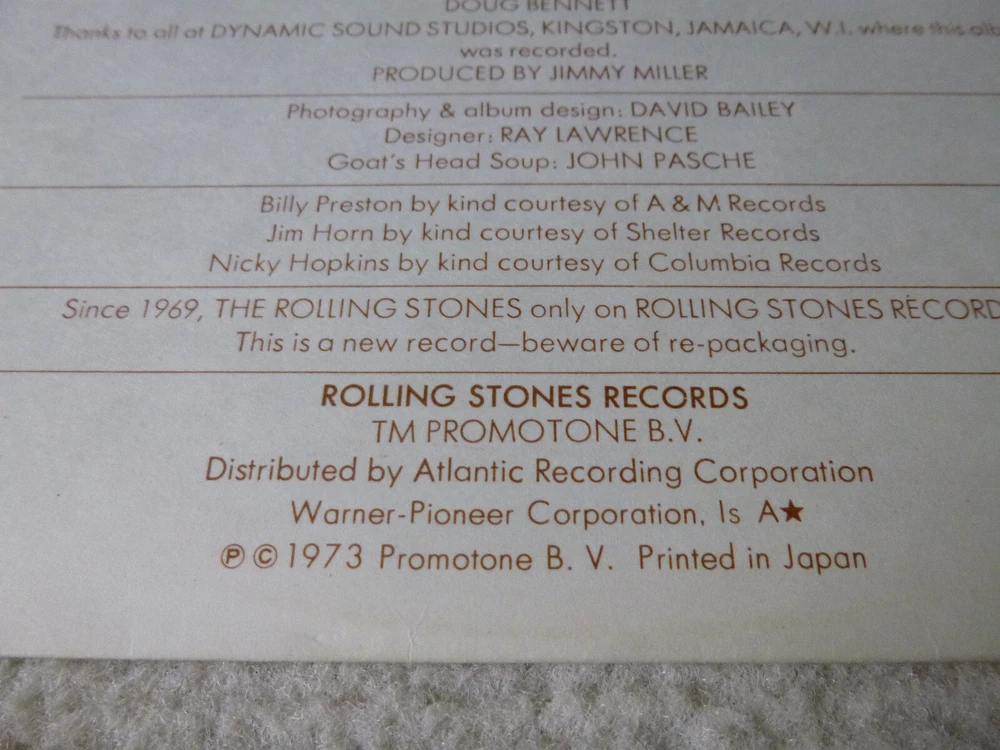 DOUG BENNETT
Thanks to all at DYNAMIC SOUND STUDIOS, KINGSTON, JAMAICA, W.I. where this alb
was recorded.
PRODUCED BY JIMMY MILLER
Photography & album design: DAVID BAILEY
Designer: RAY LAWRENCE
Goat's Head Soup: JOHN PASCHE
Billy Preston by kind courtesy of A & M Records
Jim Horn by kind courtesy of Shelter Records
Nicky Hopkins by kind courtesy of Columbia Records
Since 1969, THE ROLLING STONES only on ROLLING STONES RECORD
This is a new record—beware of re-packaging.
ROLLING STONES RECORDS
TM PROMOTONE B.V.
Distributed by Atlantic Recording Corporation
Warner-Pioneer Corporation, Is A★
℗ © 1973 Promotone B. V. Printed in Japan